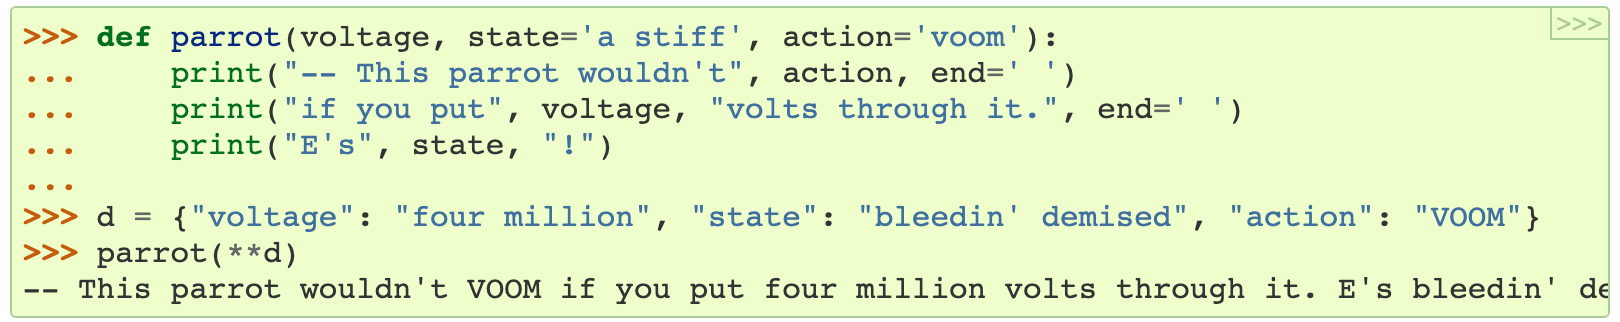 >>> def parrot(voltage, state='a stiff', action='voom'):
>>>
...     print("-- This parrot wouldn't", action, end=' ')
...     print("if you put", voltage, "volts through it.", end=' ')
...     print("E's", state, "!")
...
>>> d = {"voltage": "four million", "state": "bleedin' demised", "action": "VOOM"}
>>> parrot(**d)
-- This parrot wouldn't VOOM if you put four million volts through it. E's bleedin' de